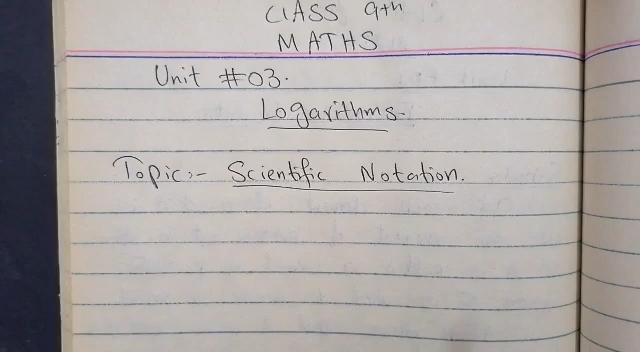 CLASS 9th
MATHS
Unit #03.
Logarithms.
Topic:- Scientific Notation.